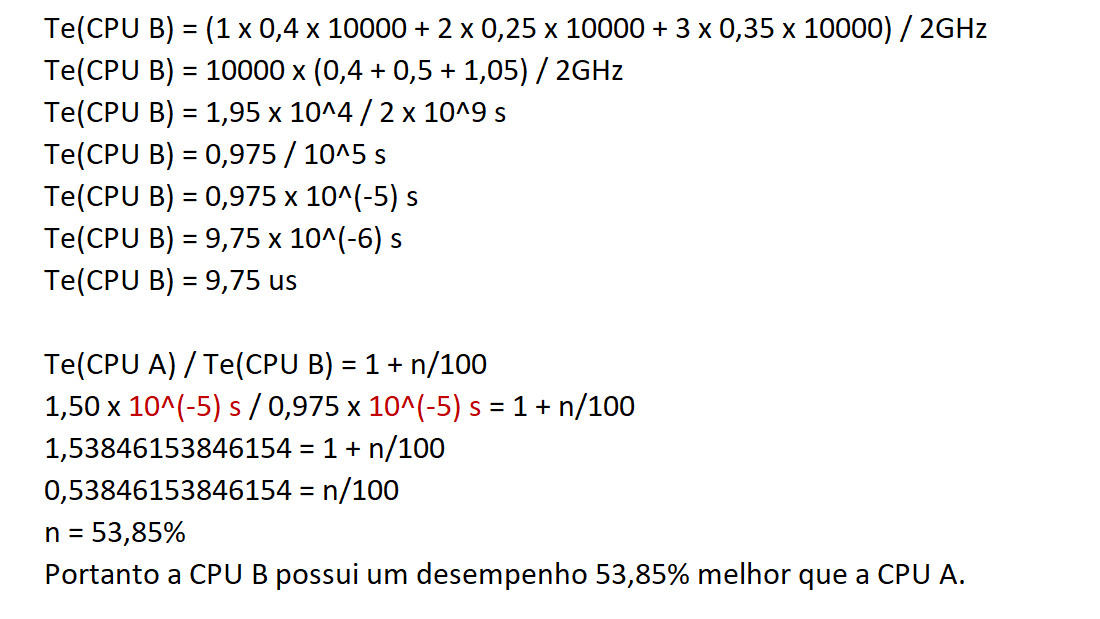 Te(CPU B) = (1 x 0,4 x 10000 + 2 x 0,25 x 10000 + 3 x 0,35 x 10000) / 2GHz
Te(CPU B) = 10000 x (0,4 + 0,5 + 1,05) / 2GHz
Te(CPU B) = 1,95 x 10^4 / 2 x 10^9 s
Te(CPU B) = 0,975 / 10^5 s
Te(CPU B) = 0,975 x 10^(-5) s
Te(CPU B) = 9,75 x 10^(-6) s
Te(CPU B) = 9,75 us
Te(CPU A) / Te(CPU B) = 1 + n/100
1,50 x 10^(-5) s / 0,975 x 10^(-5) s = 1 + n/100
1,53846153846154 = 1 + n/100
0,53846153846154 = n/100
n = 53,85%
Portanto a CPU B possui um desempenho 53,85% melhor que a CPU A.